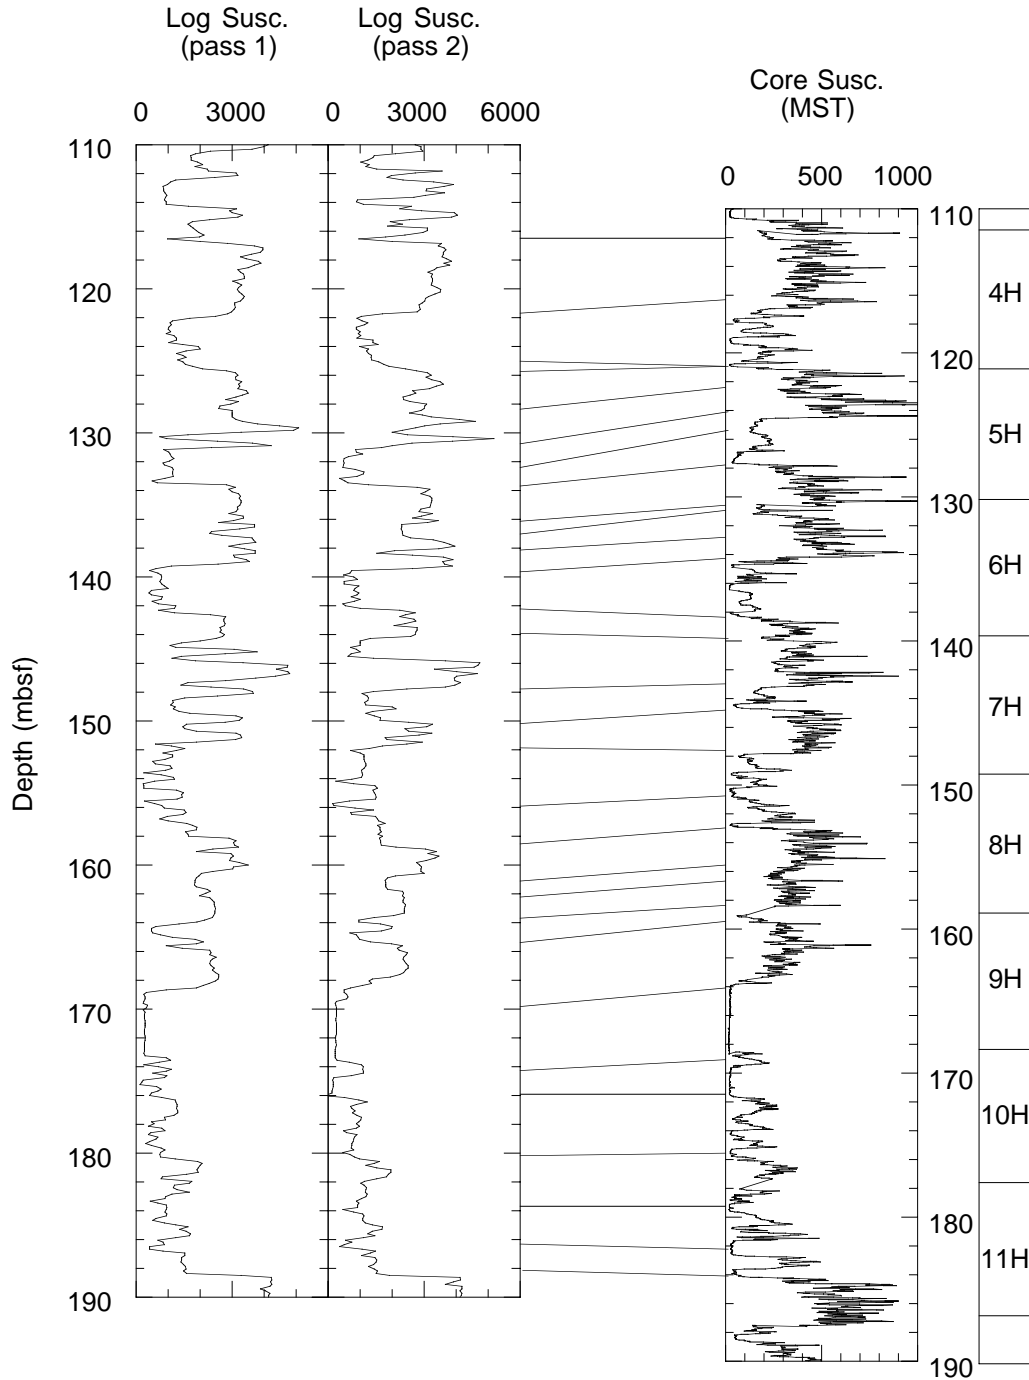 Log Susc.
(pass 1)
Log Susc.
(pass 2)
Core Susc.
(MST)
0 3000 0 3000 6000
0 500 1000
Depth (mbsf)
110
120
130
140
150
160
170
180
190
110
120
130
140
150
160
170
180
190
4H
5H
6H
7H
8H
9H
10H
11H